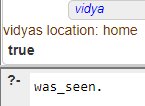 vidya
vidyas location: home
true
?- was_seen.